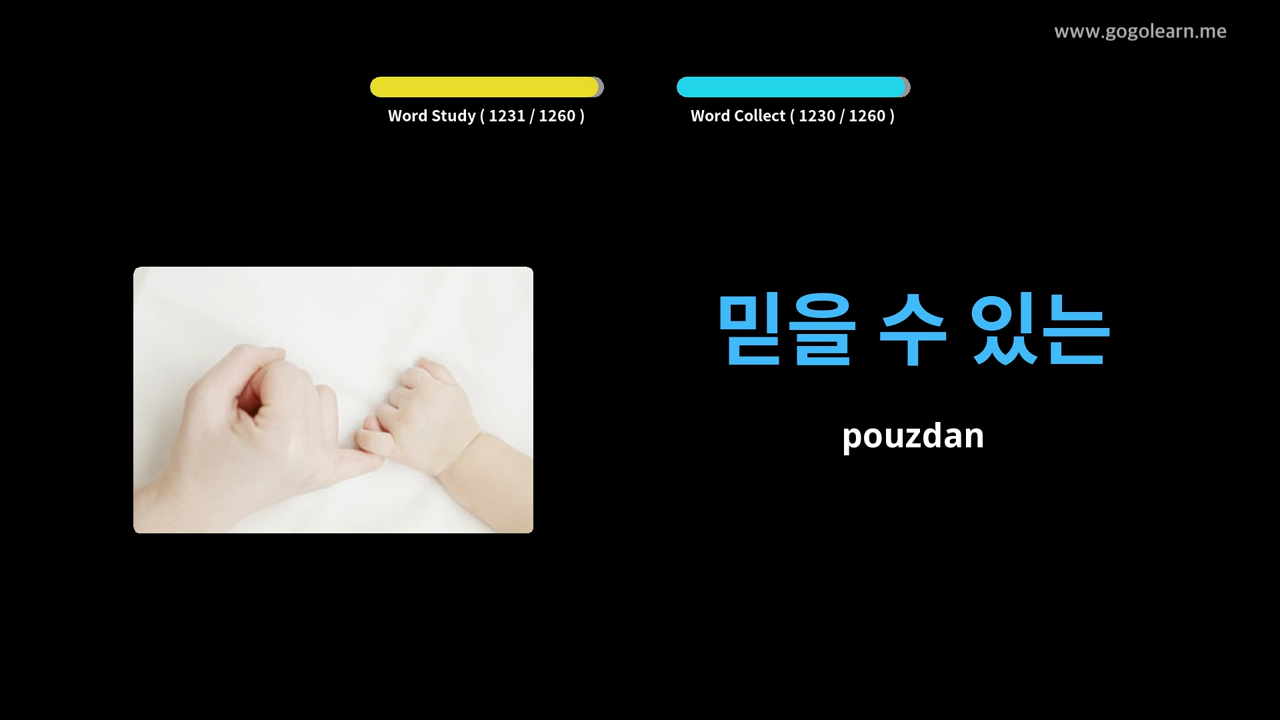 www.gogolearn.me
Word Study ( 1231 / 1260 )
Word Collect ( 1230 / 1260 )
믿을 수 있는
pouzdan